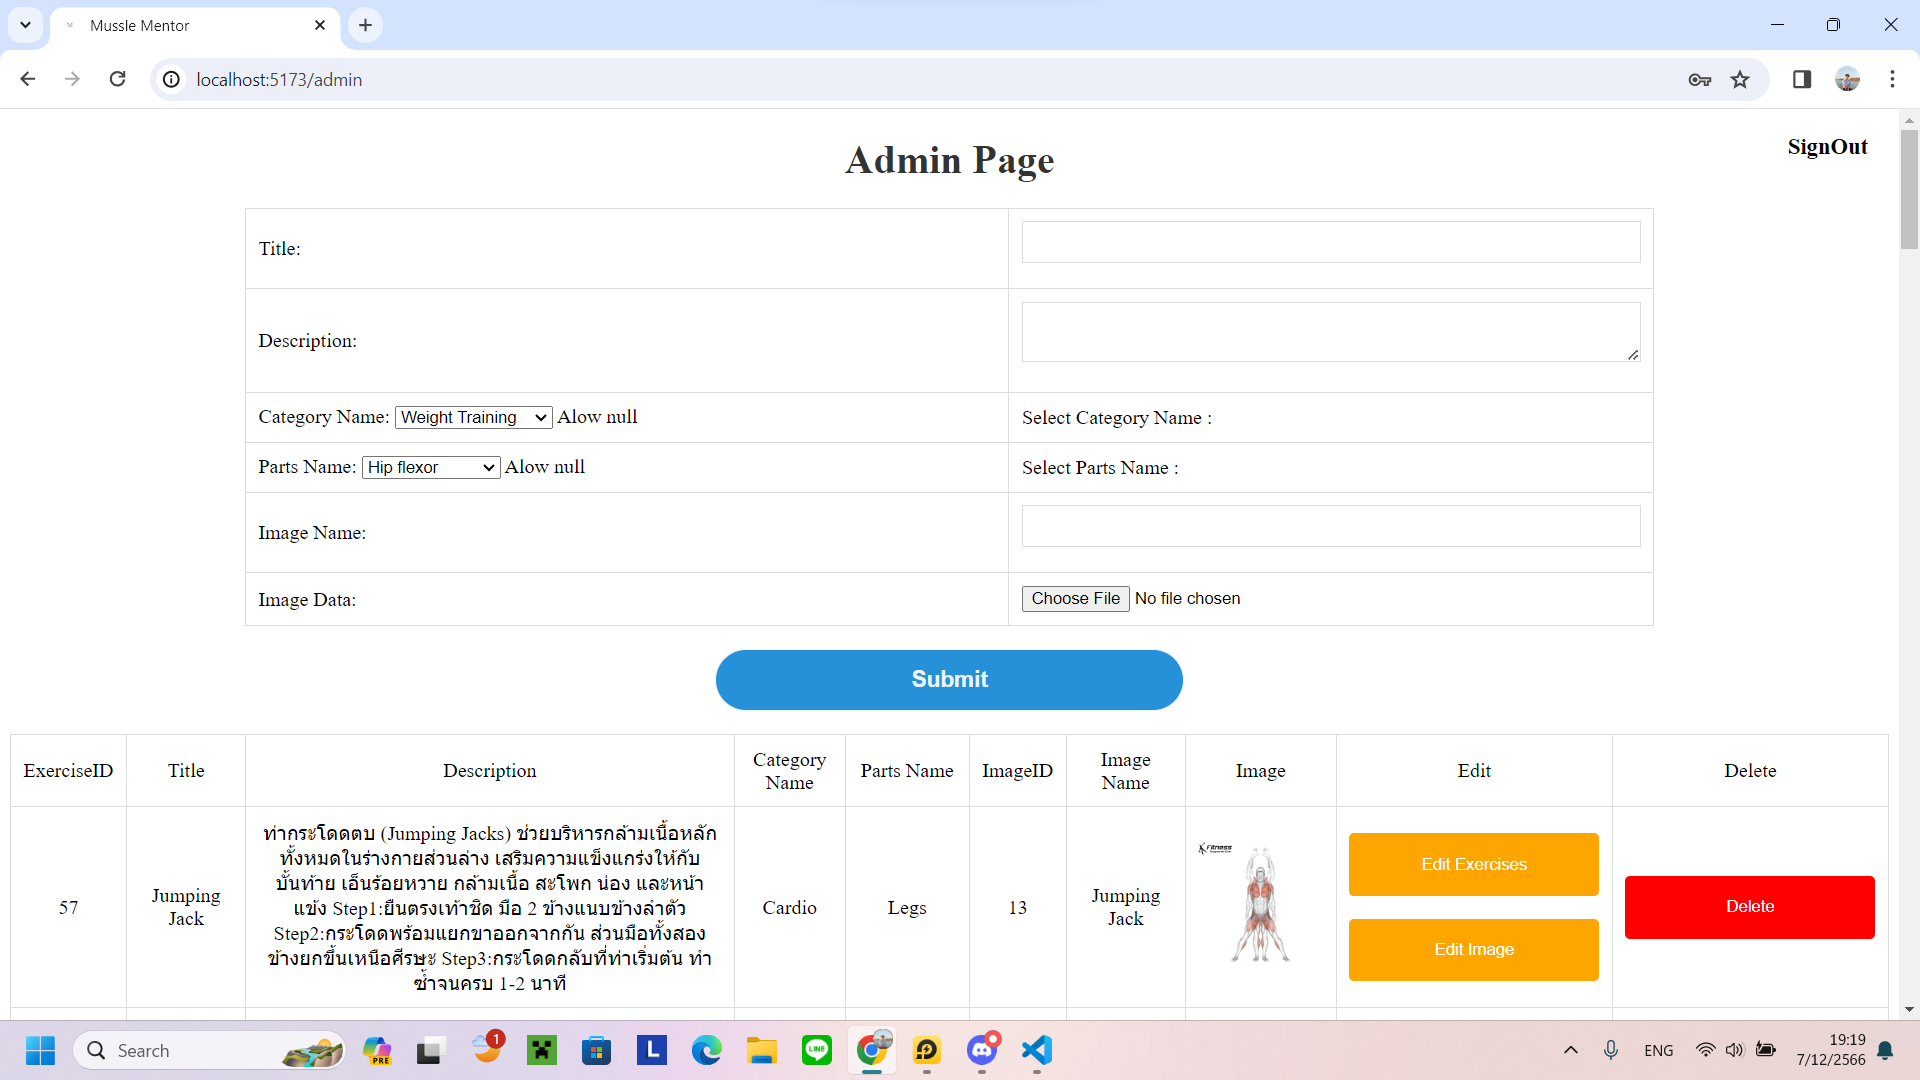 Mussle Mentor
localhost:5173/admin
SignOut
Admin Page
Title:
Description:
Category Name: Weight Training Alow null
Select Category Name :
Parts Name: Hip flexor Alow null
Select Parts Name :
Image Name:
Image Data:
Choose File No file chosen
Submit
ExerciseID
Title
Description
Category
Name
Parts Name
ImageID
Image
Name
Image
Edit
Delete
57
Jumping
Jack
ท่ากระโดดตบ (Jumping Jacks) ช่วยบริหารกล้ามเนื้อหลัก
ทั้งหมดในร่างกายส่วนล่าง เสริมความแข็งแกร่งให้กับ
บั้นท้าย เอ็นร้อยหวาย กล้ามเนื้อ สะโพก น่อง และหน้า
แข้ง Step1:ยืนตรงเท้าชิด มือ 2 ข้างแนบข้างลำตัว
Step2:กระโดดพร้อมแยกขาออกจากกัน ส่วนมือทั้งสอง
ข้างยกขึ้นเหนือศีรษะ Step3:กระโดดกลับที่ท่าเริ่มต้น ทำ
ซ้ำจนครบ 1-2 นาที
Cardio
Legs
13
Jumping
Jack
Fitness
Edit Exercises
Edit Image
Delete
Search
PRE
1
L
LINE
ENG
19:19
7/12/2566